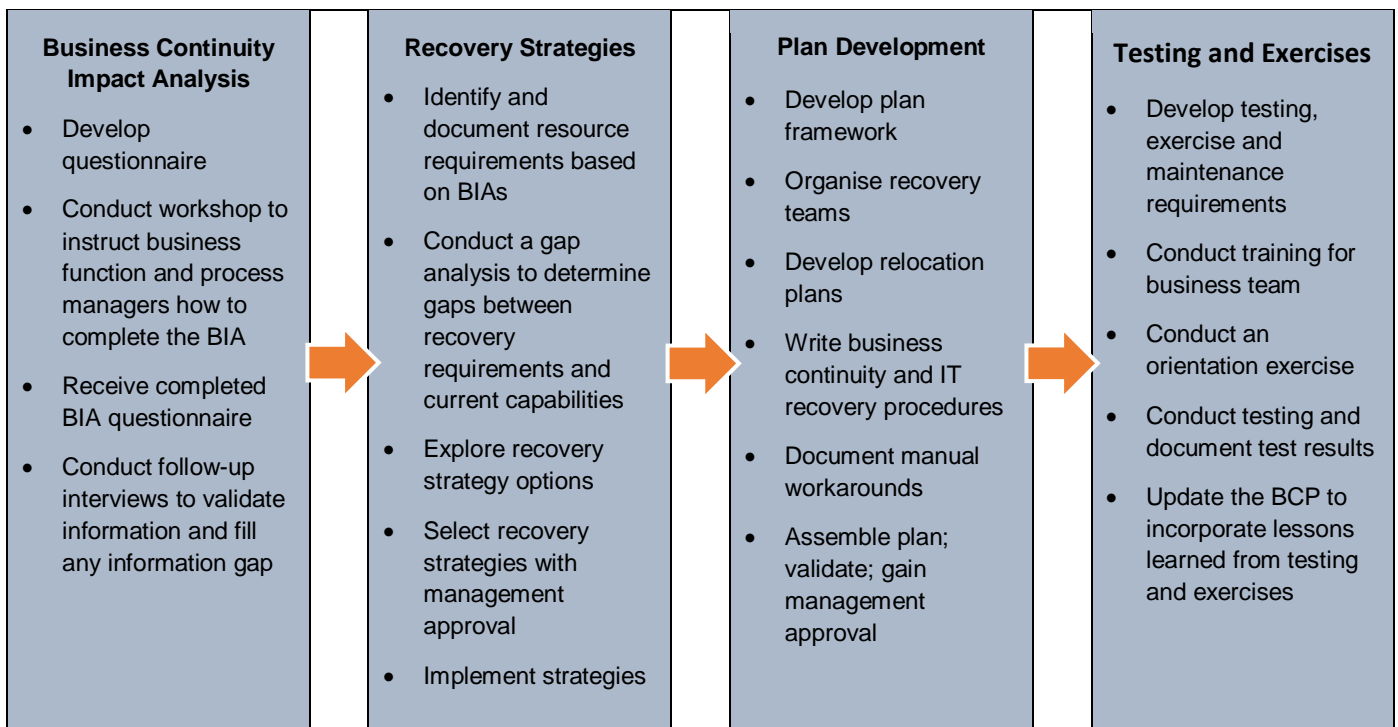 Business Continuity
Impact Analysis
• Develop
questionnaire
• Conduct workshop to
instruct business
function and process
managers how to
complete the BIA
• Receive completed
BIA questionnaire
• Conduct follow-up
interviews to validate
information and fill
any information gap
Recovery Strategies
• Identify and
document resource
requirements based
on BIAs
• Conduct a gap
analysis to determine
gaps between
recovery
requirements and
current capabilities
• Explore recovery
strategy options
• Select recovery
strategies with
management
approval
• Implement strategies
Plan Development
• Develop plan
framework
• Organise recovery
teams
• Develop relocation
plans
• Write business
continuity and IT
recovery procedures
• Document manual
workarounds
• Assemble plan;
validate; gain
management
approval
Testing and Exercises
• Develop testing,
exercise and
maintenance
requirements
• Conduct training for
business team
• Conduct an
orientation exercise
• Conduct testing and
document test results
• Update the BCP to
incorporate lessons
learned from testing
and exercises